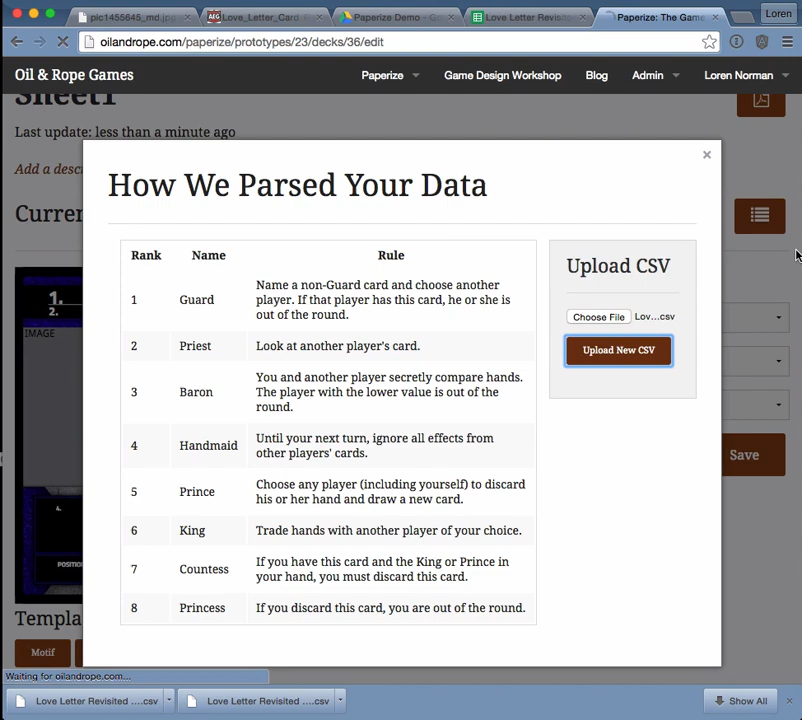 Loren
pic1455645_md.jpg
Love_Letter_Card
Paperize Demo - G
Love Letter Revisit
Paperize: The Game
oilandrope.com/paperize/prototypes/23/decks/36/edit
Oil & Rope Games
Paperize
Game Design Workshop
Blog
Admin
Loren Norman
Sheet1
Last update: less than a minute ago
Add a desc
How We Parsed Your Data
Curren
Rank Name Rule
1 Guard Name a non-Guard card and choose another
player. If that player has this card, he or she is
out of the round.
2 Priest Look at another player's card.
3 Baron You and another player secretly compare hands.
The player with the lower value is out of the
round.
4 Handmaid Until your next turn, ignore all effects from
other players' cards.
5 Prince Choose any player (including yourself) to discard
his or her hand and draw a new card.
6 King Trade hands with another player of your choice.
7 Countess If you have this card and the King or Prince in
your hand, you must discard this card.
8 Princess If you discard this card, you are out of the round.
Upload CSV
Choose File Lov...csv
Upload New CSV
Save
1.
2.
IMAGE
4.
POSITIO
Templa
Motif
Waiting for oilandrope.com...
Love Letter Revisited ....csv
Love Letter Revisited ....csv
Show All